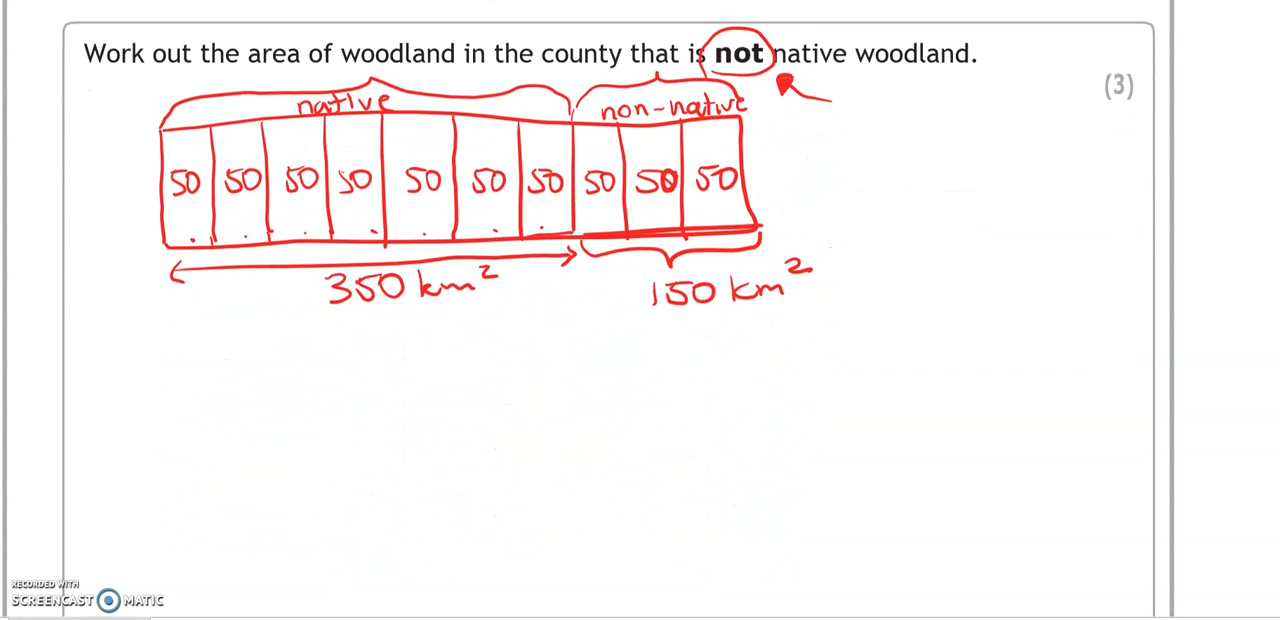 Work out the area of woodland in the county that is not native woodland.
(3)
native
non-native
50 50 50 50 50 50 50 50 50 50
350 km²
150 km²
RECORDED WITH
SCREENCAST MATIC